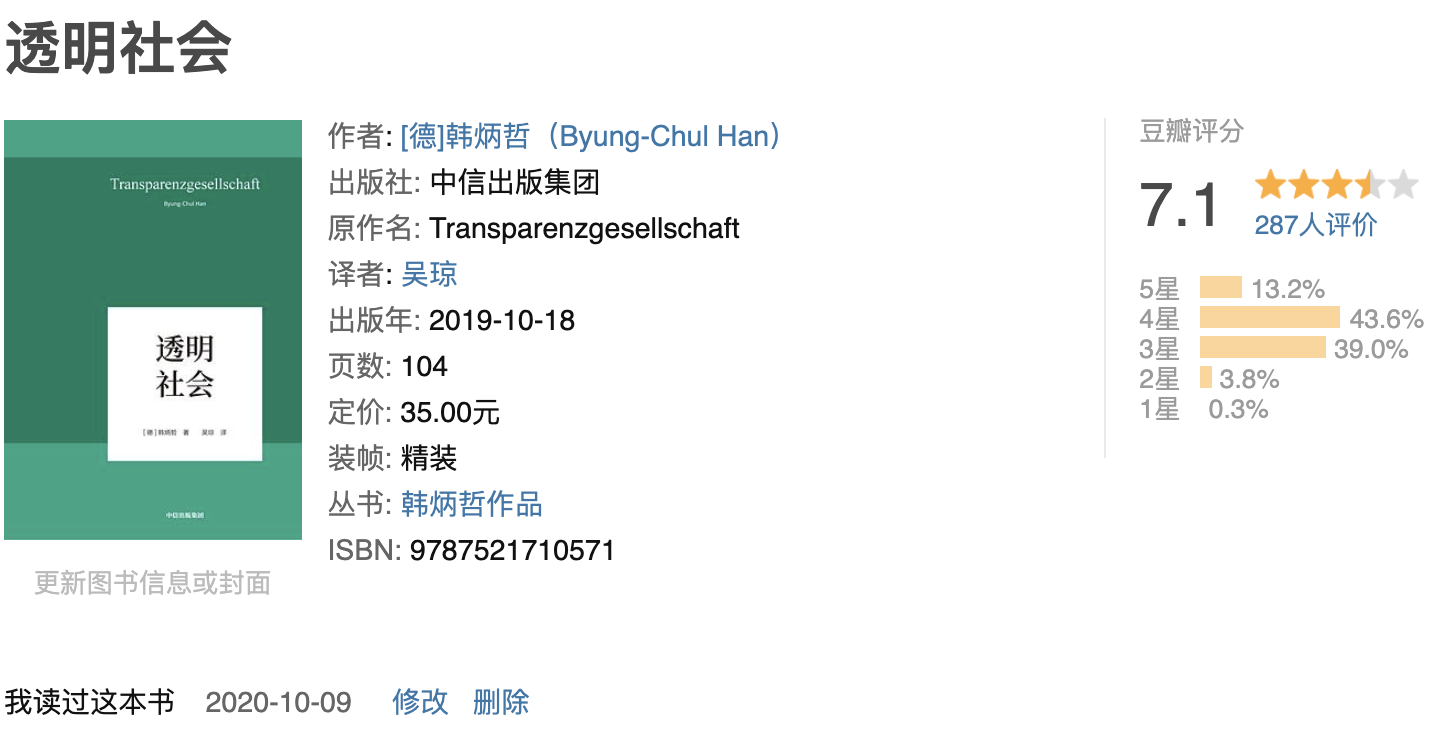 透明社会
Transparenzgesellschaft
Byung-Chul Han
透明
社会
[德]韩炳哲 著 吴琼 译
中信出版集团
更新图书信息或封面
作者: [德]韩炳哲（Byung-Chul Han）
出版社: 中信出版集团
原作名: Transparenzgesellschaft
译者: 吴琼
出版年: 2019-10-18
页数: 104
定价: 35.00元
装帧: 精装
丛书: 韩炳哲作品
ISBN: 9787521710571
豆瓣评分
7.1
287人评价
5星 13.2%
4星 43.6%
3星 39.0%
2星 3.8%
1星 0.3%
我读过这本书 2020-10-09 修改 删除